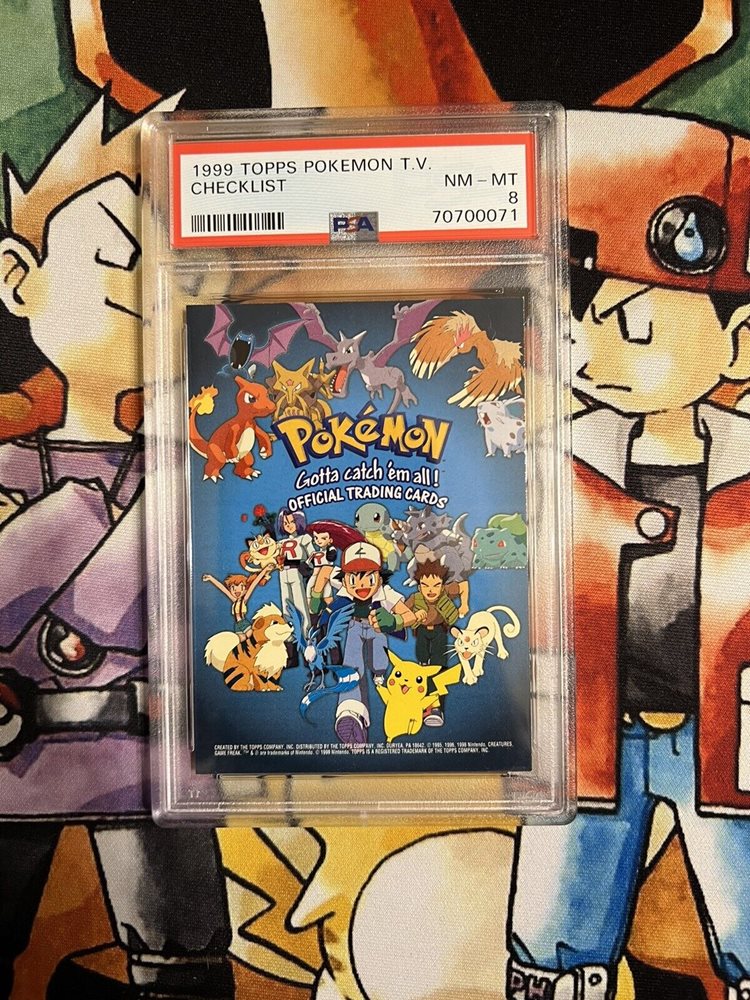 1999 TOPPS POKEMON T.V.
CHECKLIST
NM – MT
8
70700071
PSA
POKéMON
Gotta catch 'em all!
OFFICIAL TRADING CARDS
R
CREATED BY THE TOPPS COMPANY, INC. DISTRIBUTED BY THE TOPPS COMPANY, INC. DURYEA, PA 18642. © 1995, 1996, 1998 Nintendo, CREATURES,
GAME FREAK. ™ & ® are trademarks of Nintendo. © 1999 Nintendo. TOPPS IS A REGISTERED TRADEMARK OF THE TOPPS COMPANY, INC.